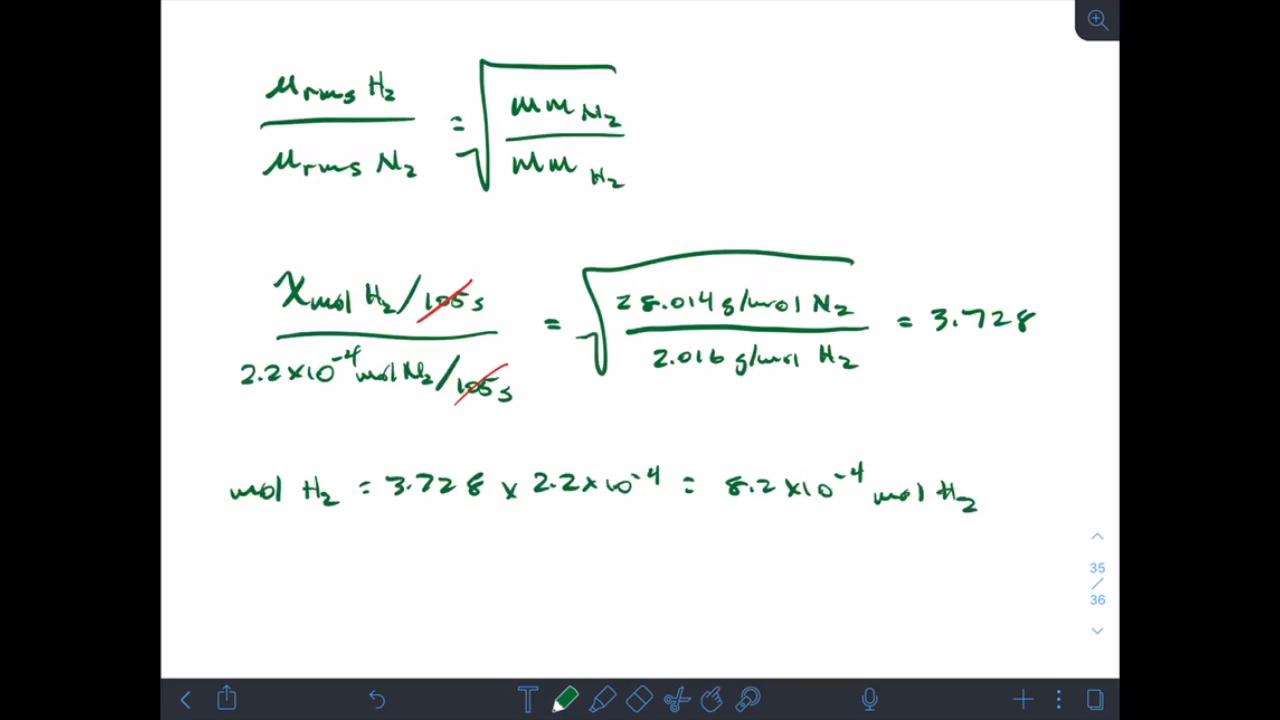 μrms H₂ / μrms N₂ = √(MM N₂ / MM H₂)
X mol H₂/105 s / 2.2 x 10⁻⁴ mol N₂/105 s = √(28.014 g/mol N₂ / 2.016 g/mol H₂) = 3.728
mol H₂ = 3.728 x 2.2 x 10⁻⁴ = 8.2 x 10⁻⁴ mol H₂
35
/
36
T